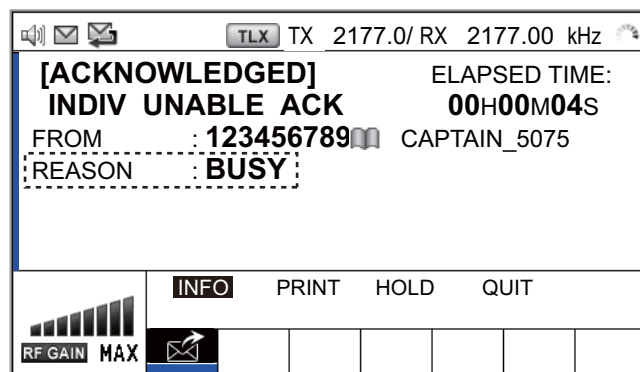 TLX TX 2177.0/ RX 2177.00 kHz
[ACKNOWLEDGED] ELAPSED TIME:
INDIV UNABLE ACK 00H00M04S
FROM : 123456789 CAPTAIN_5075
REASON : BUSY
INFO PRINT HOLD QUIT
RF GAIN MAX